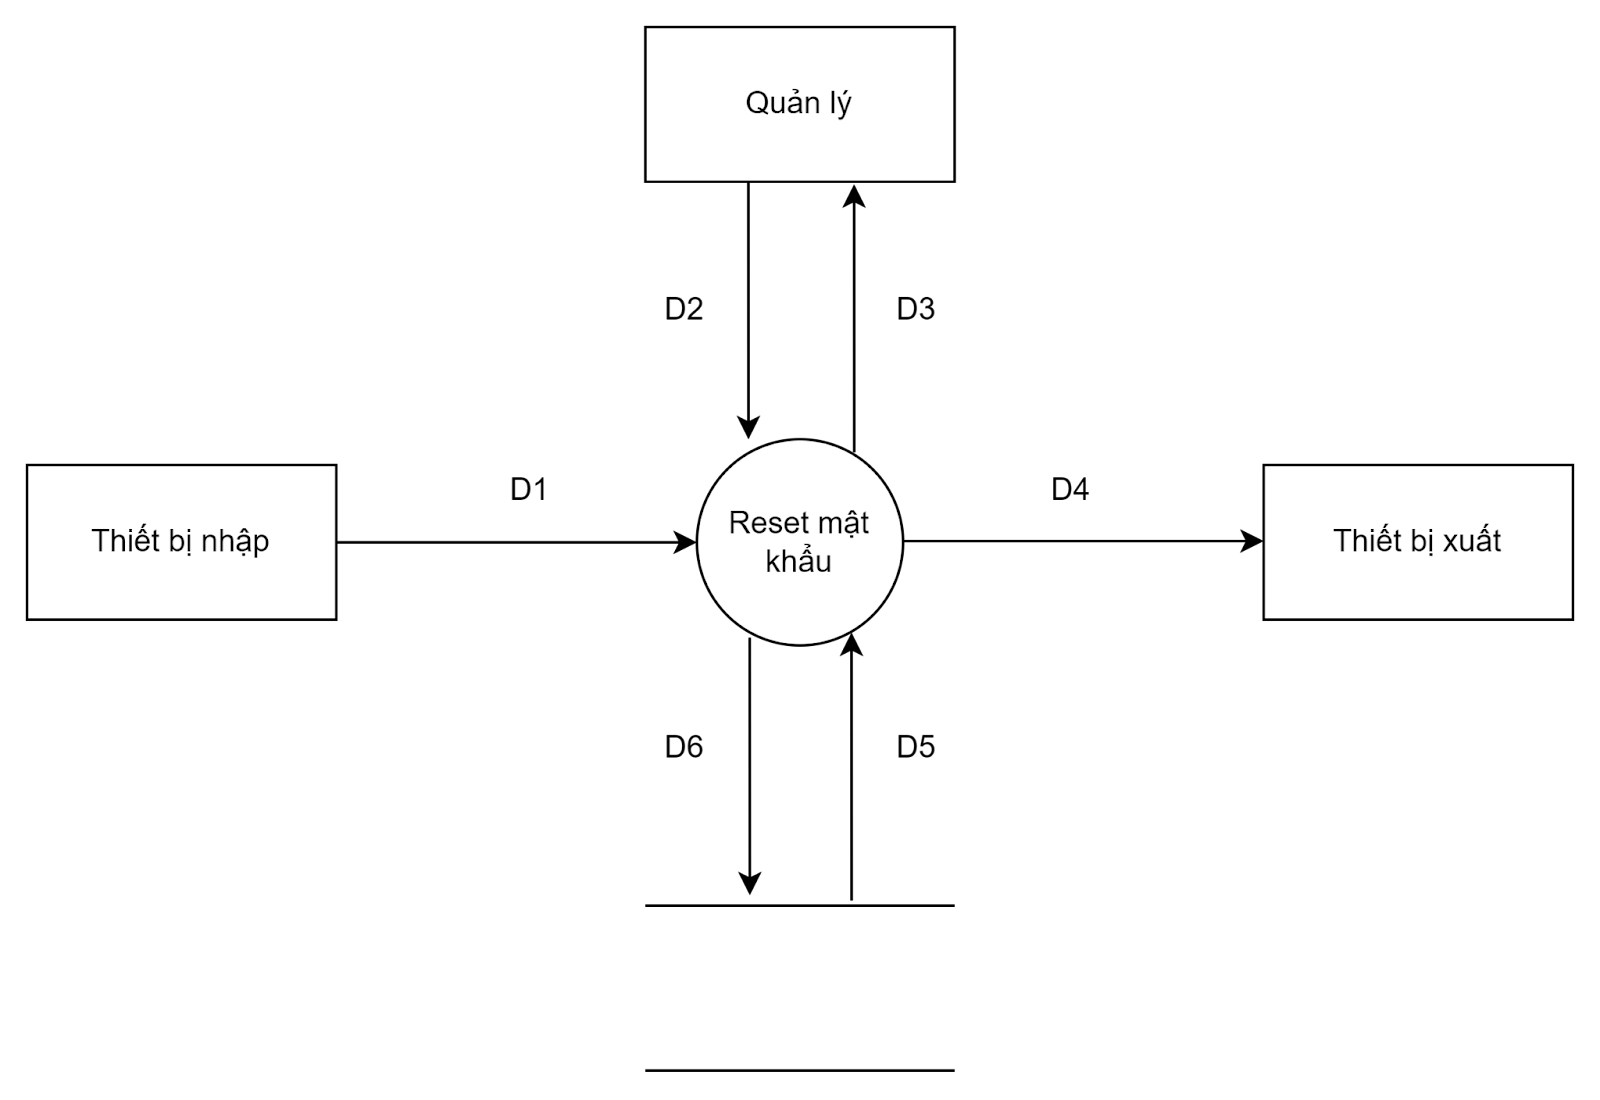 Quản lý
D2
D3
D1
D4
Thiết bị nhập
Reset mật
khẩu
Thiết bị xuất
D6
D5